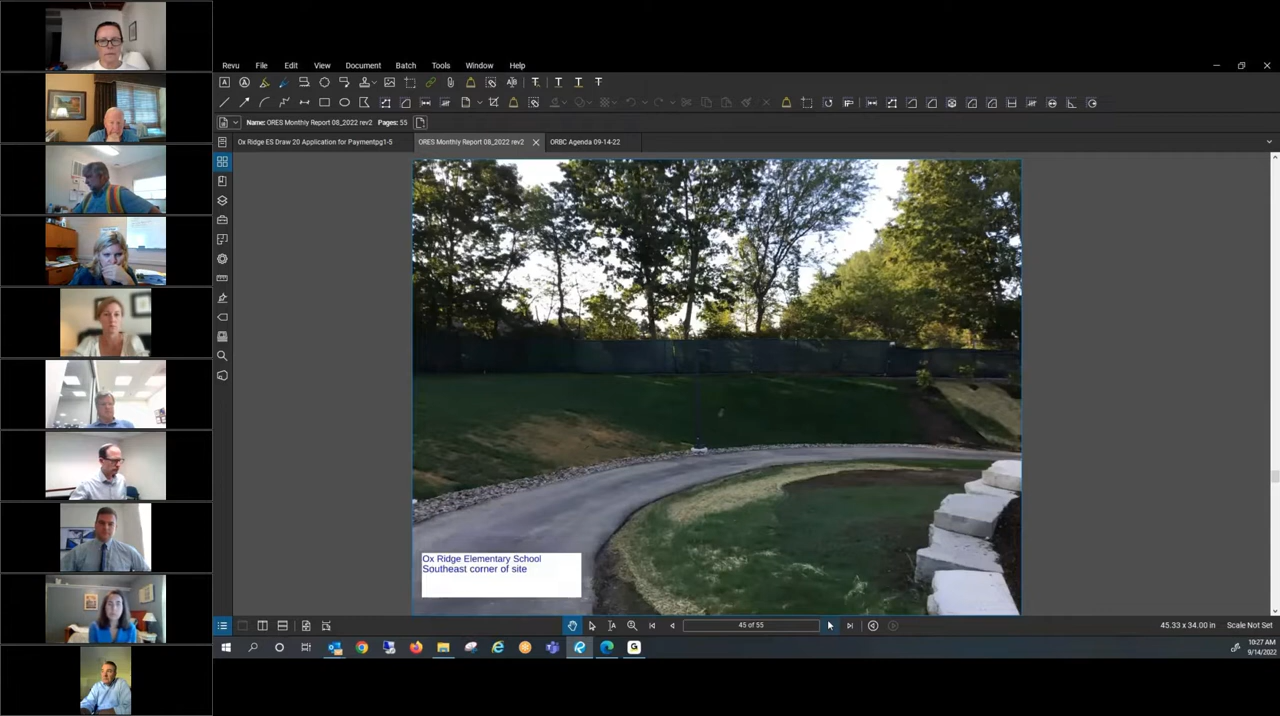 Revu File Edit View Document Batch Tools Window Help
Name: ORES Monthly Report 08_2022 rev2 Pages: 55
Ox Ridge ES Draw 20 Application for Paymentpg1-5 ORES Monthly Report 08_2022 rev2 ORBC Agenda 09-14-22
Ox Ridge Elementary School
Southeast corner of site
45 of 55
45.33 x 34.00 in
Scale Not Set
10:27 AM
9/14/2022